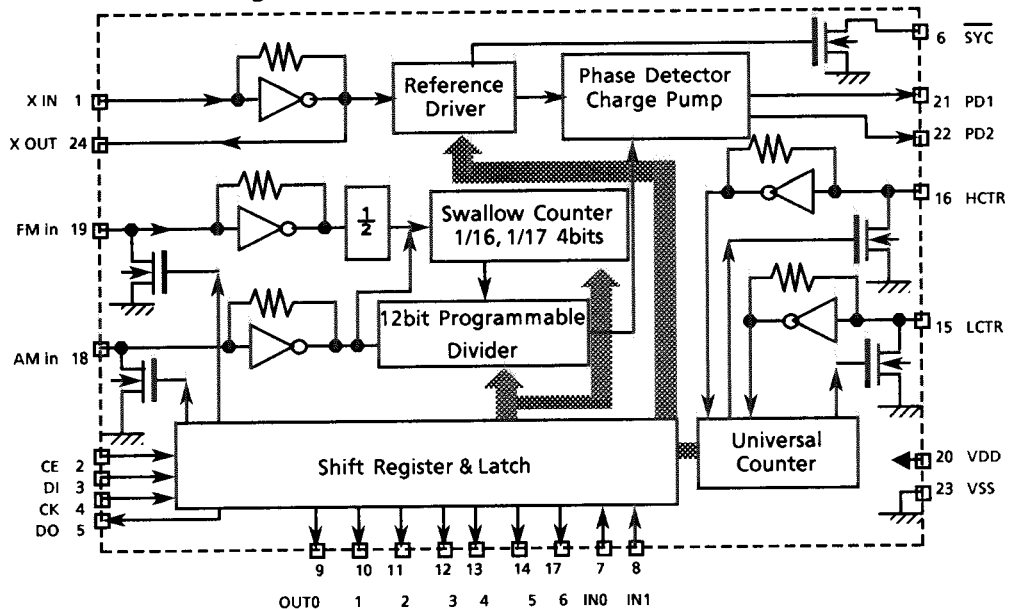 6 SYC
X IN 1
Reference
Driver
Phase Detector
Charge Pump
21 PD1
X OUT 24
22 PD2
16 HCTR
FM in 19
1/2
Swallow Counter
1/16, 1/17 4bits
15 LCTR
12bit Programmable
Divider
AM in 18
Shift Register & Latch
Universal
Counter
20 VDD
23 VSS
CE 2
DI 3
CK 4
DO 5
9 10 11 12 13 14 17 7 8
OUT0 1 2 3 4 5 6 IN0 IN1